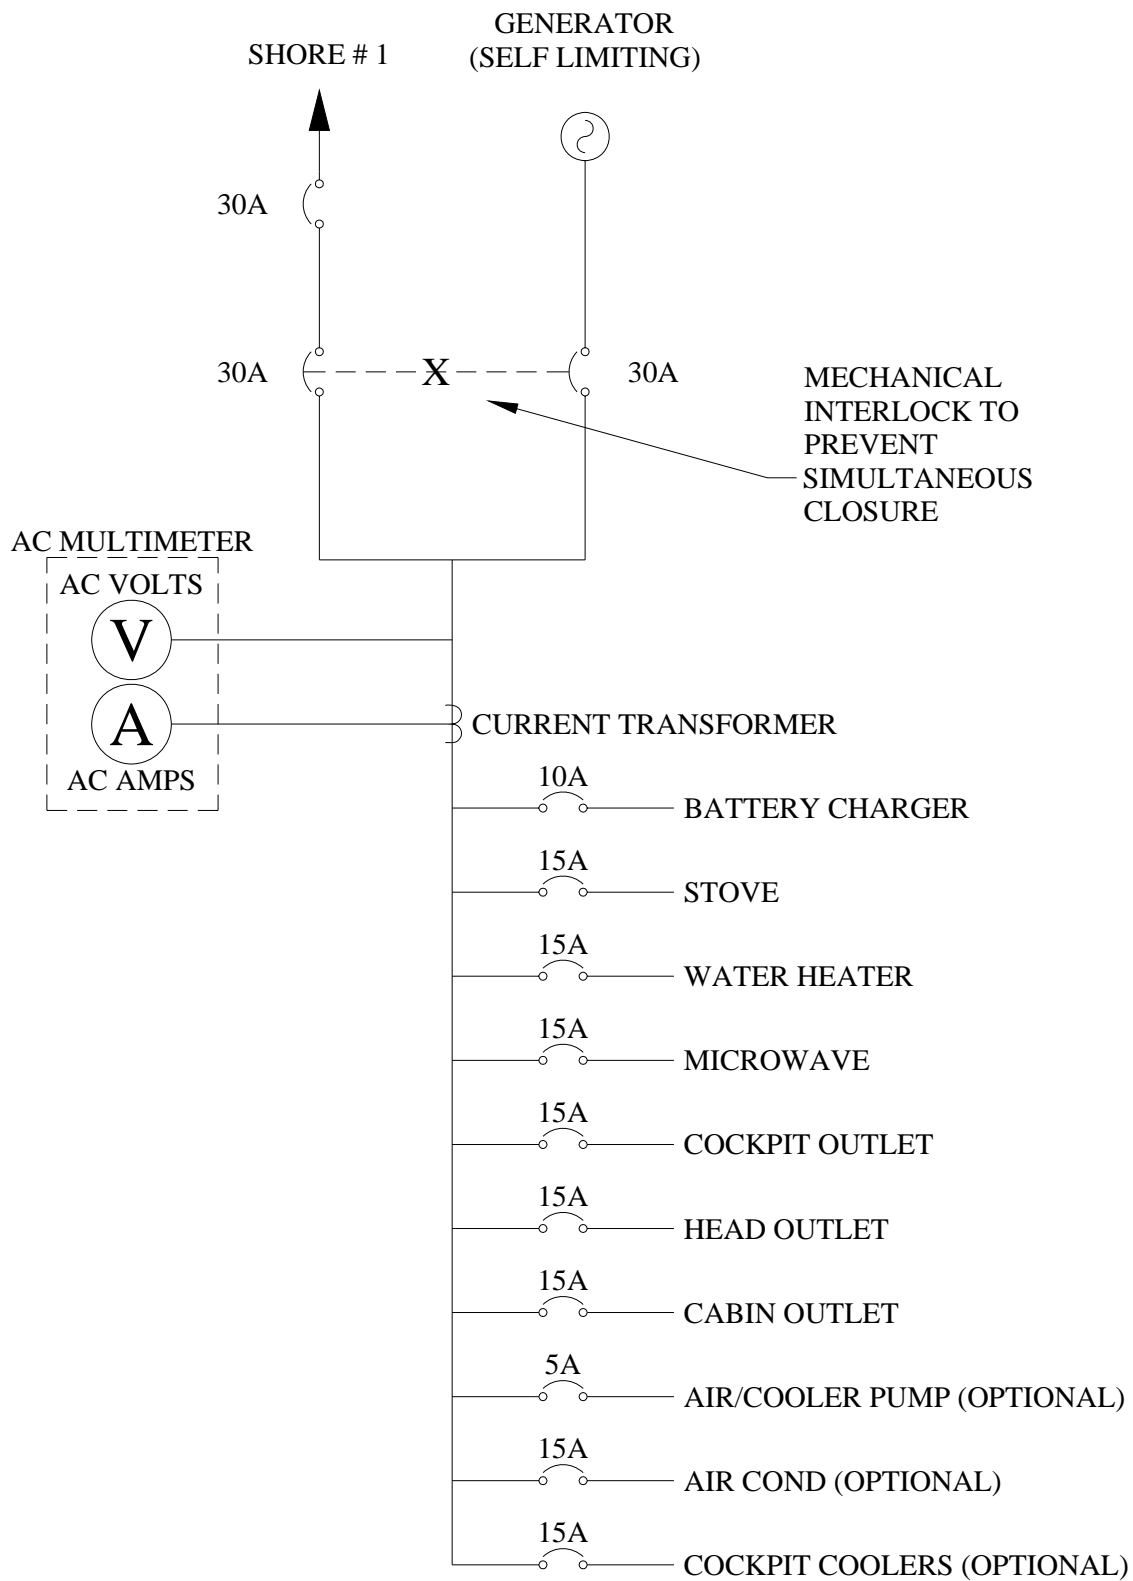 GENERATOR
(SELF LIMITING)
SHORE # 1
30A
30A
X
30A
MECHANICAL
INTERLOCK TO
PREVENT
SIMULTANEOUS
CLOSURE
AC MULTIMETER
AC VOLTS
V
A
AC AMPS
CURRENT TRANSFORMER
10A
BATTERY CHARGER
15A
STOVE
15A
WATER HEATER
15A
MICROWAVE
15A
COCKPIT OUTLET
15A
HEAD OUTLET
15A
CABIN OUTLET
5A
AIR/COOLER PUMP (OPTIONAL)
15A
AIR COND (OPTIONAL)
15A
COCKPIT COOLERS (OPTIONAL)